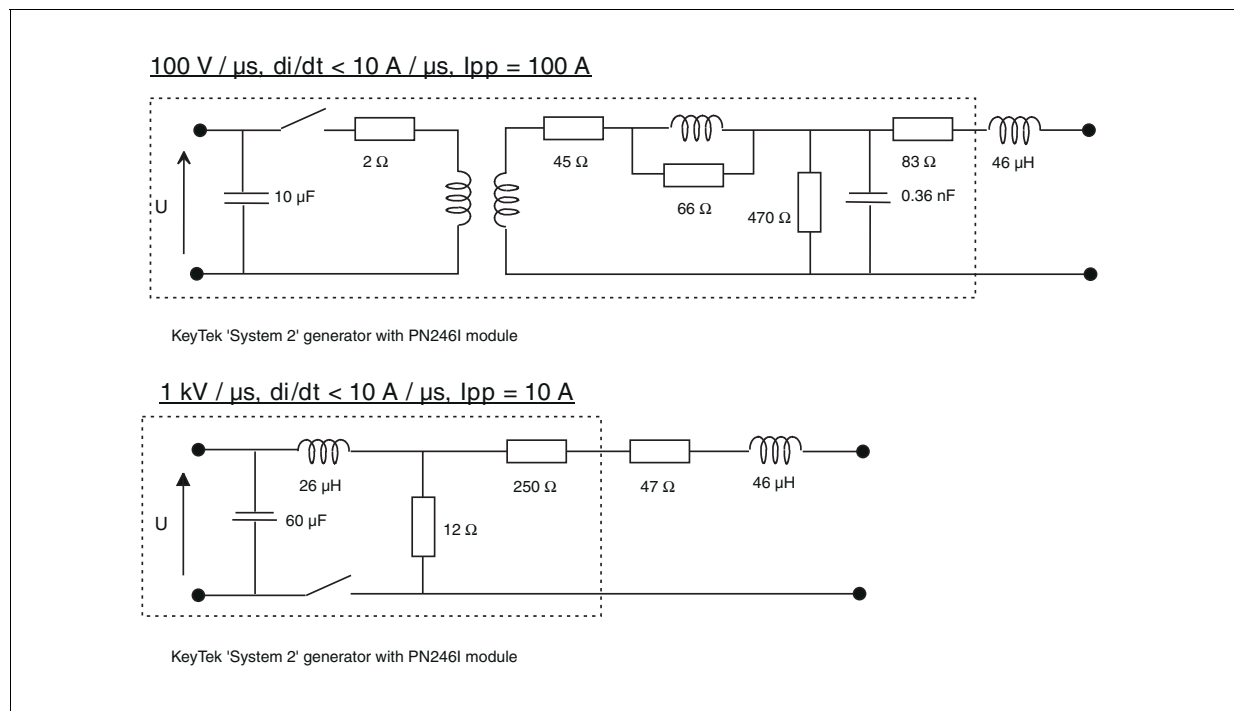 100 V / µs, di/dt < 10 A / µs, Ipp = 100 A
U
10 µF
2 Ω
45 Ω
66 Ω
470 Ω
83 Ω
0.36 nF
46 µH
KeyTek 'System 2' generator with PN246I module
1 kV / µs, di/dt < 10 A / µs, Ipp = 10 A
U
60 µF
26 µH
12 Ω
250 Ω
47 Ω
46 µH
KeyTek 'System 2' generator with PN246I module